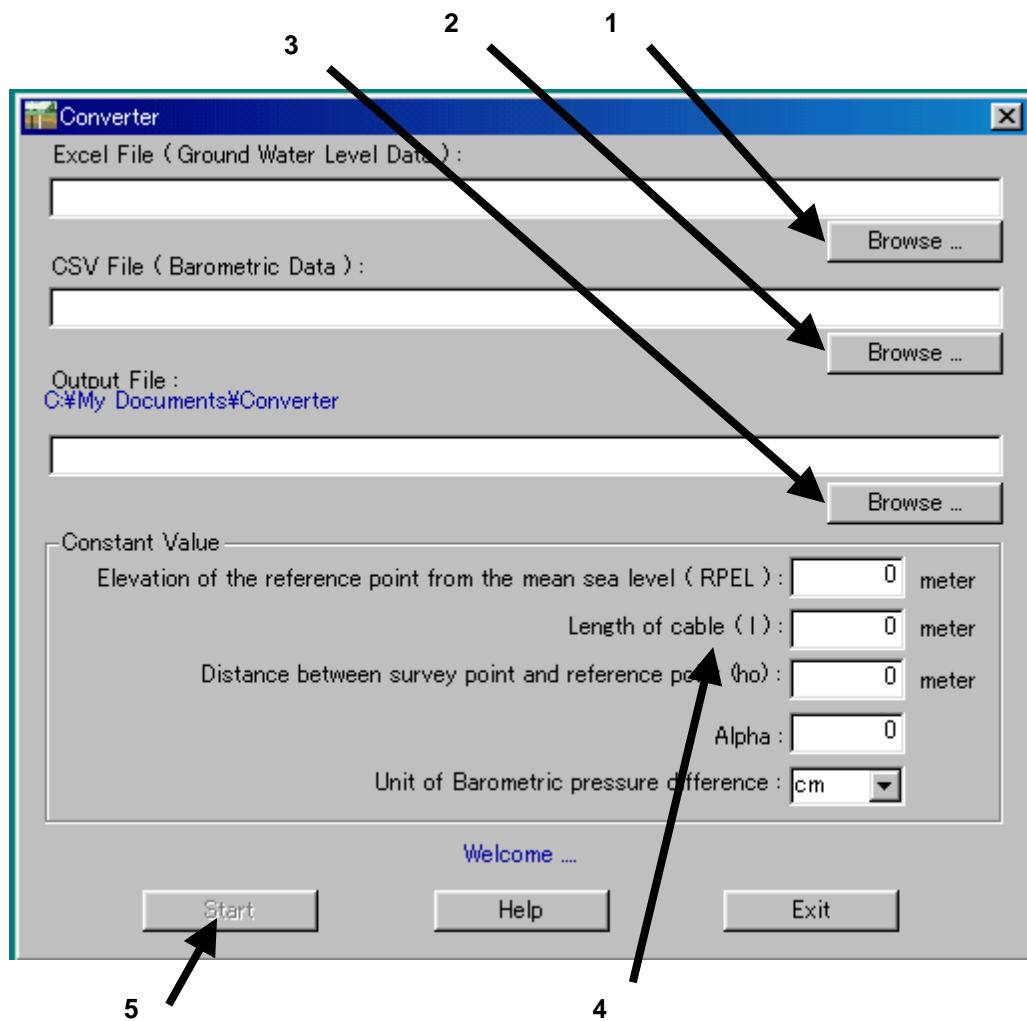 1
2
3
Converter
Excel File ( Ground Water Level Data ) :
Browse ...
CSV File ( Barometric Data ) :
Browse ...
Output File :
C:¥My Documents¥Converter
Browse ...
Constant Value
Elevation of the reference point from the mean sea level ( RPEL ) : 0 meter
Length of cable ( l ) : 0 meter
Distance between survey point and reference point (ho) : 0 meter
Alpha : 0
Unit of Barometric pressure difference : cm
Welcome ....
Start Help Exit
5
4